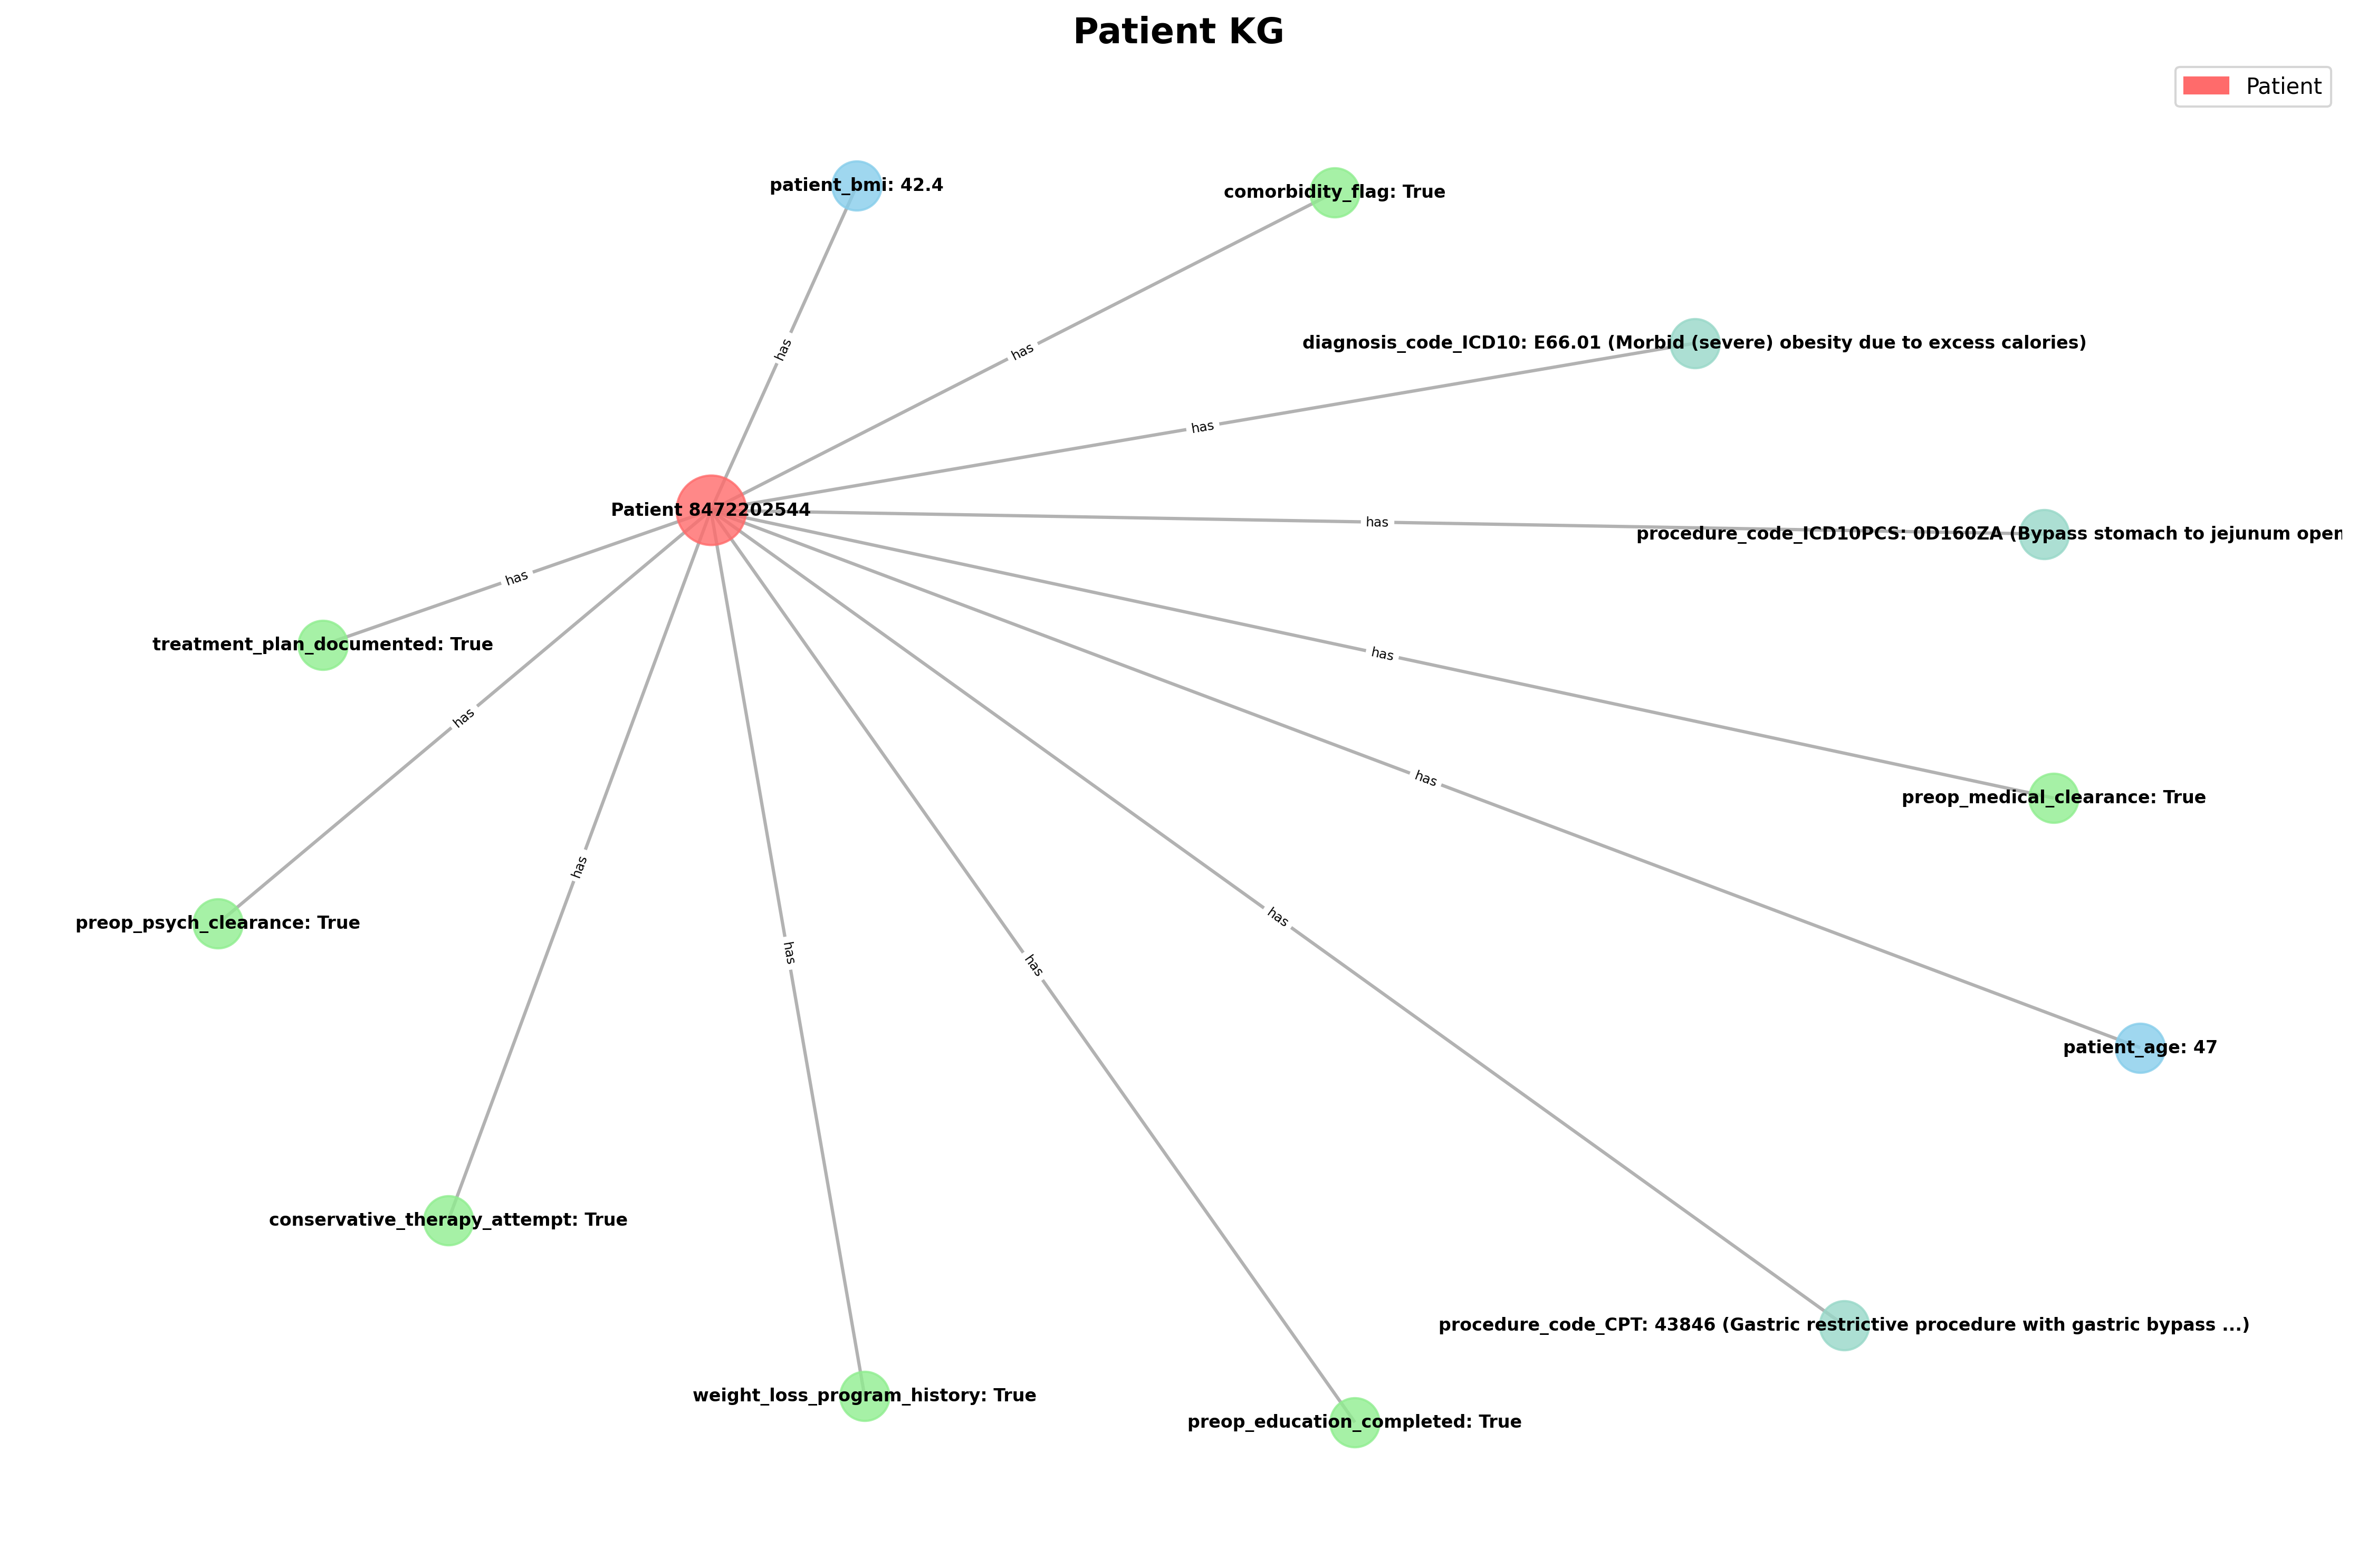 Patient KG
Patient
patient_bmi: 42.4
comorbidity_flag: True
has
has
diagnosis_code_ICD10: E66.01 (Morbid (severe) obesity due to excess calories)
has
Patient 8472202544
has
procedure_code_ICD10PCS: 0D160ZA (Bypass stomach to jejunum open
has
treatment_plan_documented: True
has
has
has
preop_medical_clearance: True
has
has
preop_psych_clearance: True
has
has
patient_age: 47
conservative_therapy_attempt: True
procedure_code_CPT: 43846 (Gastric restrictive procedure with gastric bypass ...)
weight_loss_program_history: True
preop_education_completed: True